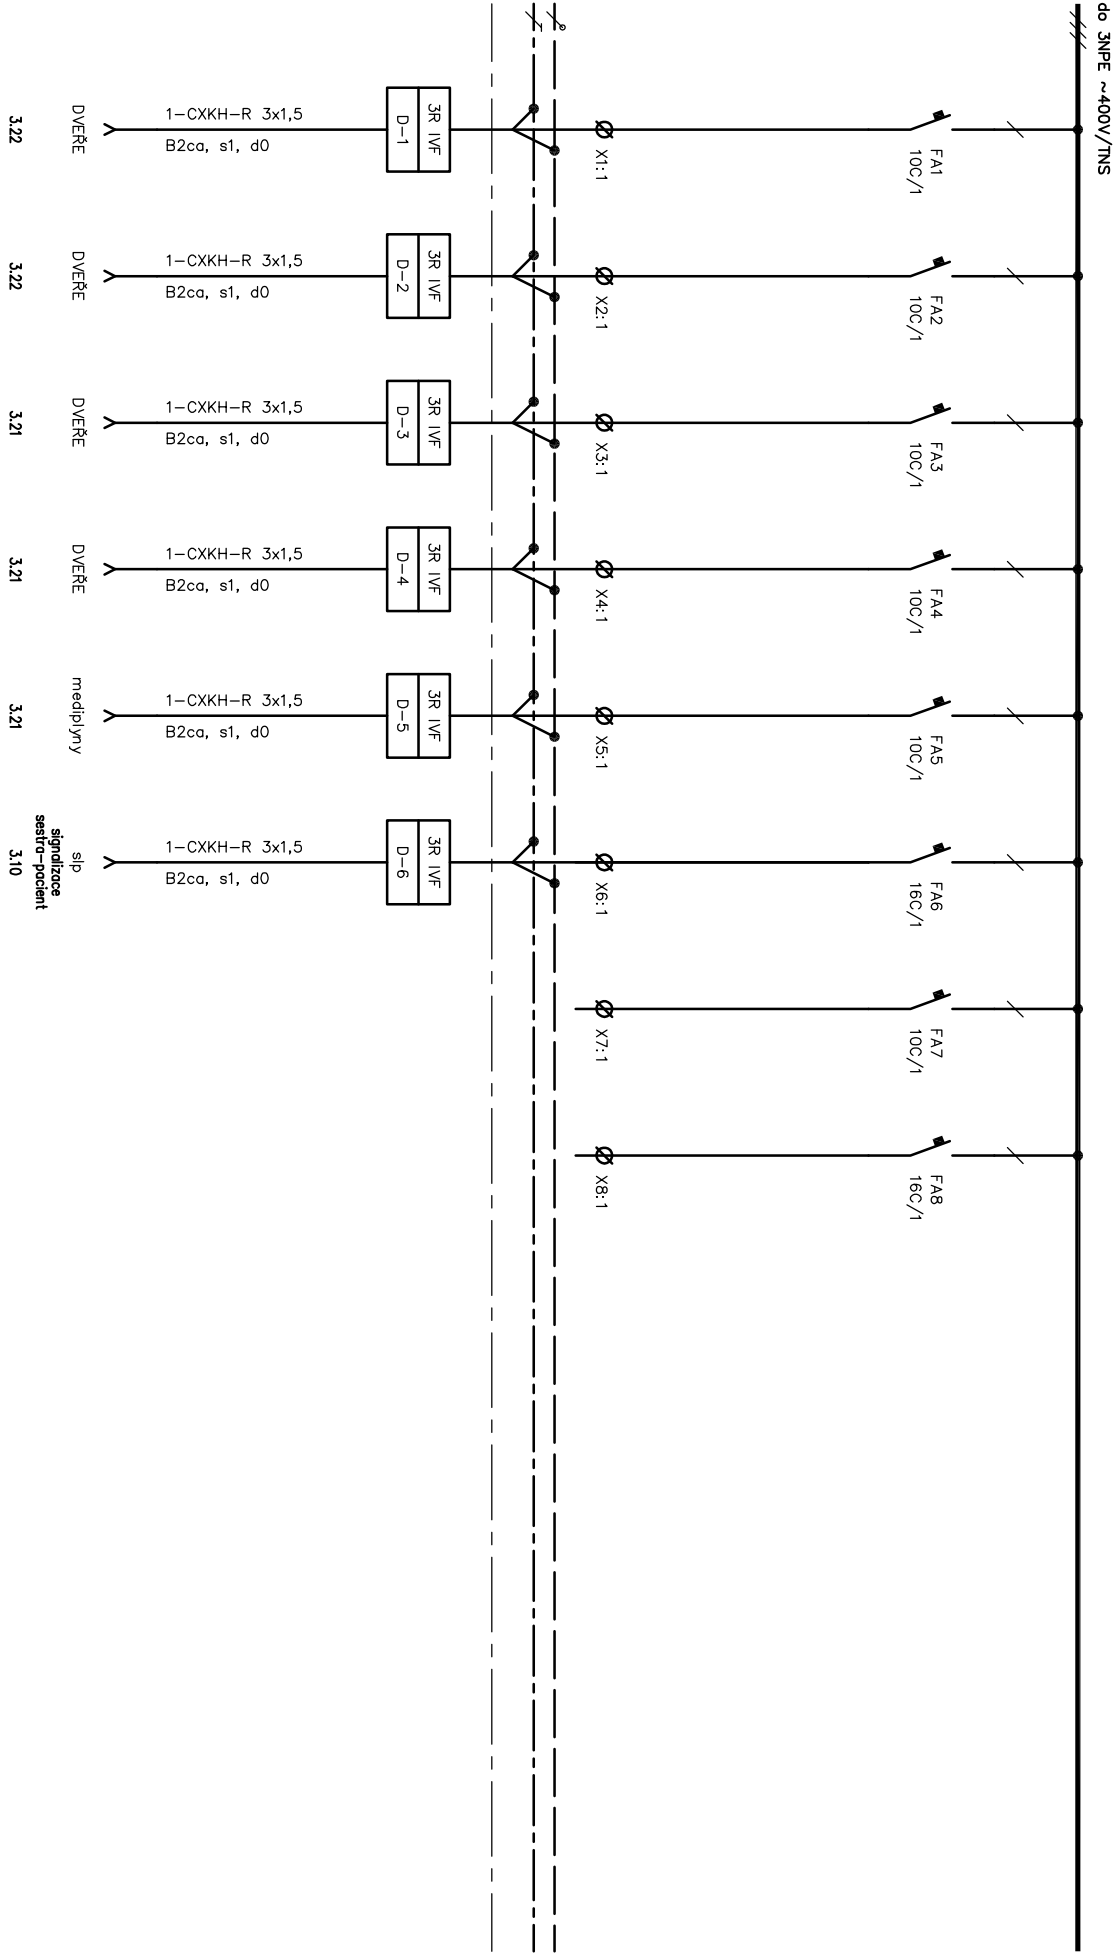 do 3NPE ~400V/TNS
FA1
10C/1
X1:1
3R IVF
D-1
1-CXKH-R 3x1,5
B2ca, s1, d0
DVEŘE
3.22
FA2
10C/1
X2:1
3R IVF
D-2
1-CXKH-R 3x1,5
B2ca, s1, d0
DVEŘE
3.22
FA3
10C/1
X3:1
3R IVF
D-3
1-CXKH-R 3x1,5
B2ca, s1, d0
DVEŘE
3.21
FA4
10C/1
X4:1
3R IVF
D-4
1-CXKH-R 3x1,5
B2ca, s1, d0
DVEŘE
3.21
FA5
10C/1
X5:1
3R IVF
D-5
1-CXKH-R 3x1,5
B2ca, s1, d0
mediplyny
3.21
FA6
16C/1
X6:1
3R IVF
D-6
1-CXKH-R 3x1,5
B2ca, s1, d0
slp
signalizace
sestra-pacient
3.10
FA7
10C/1
X7:1
FA8
16C/1
X8:1